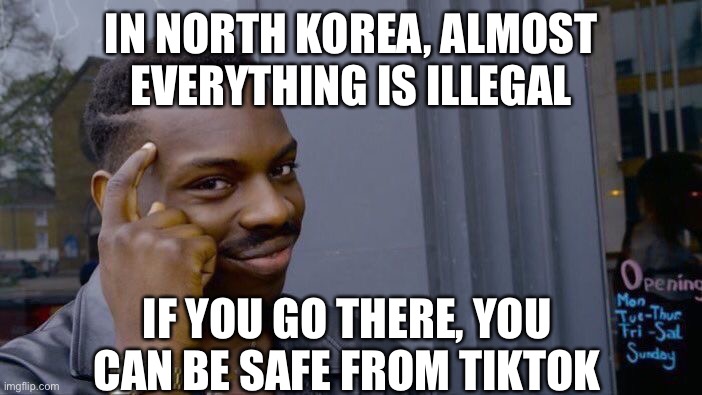 IN NORTH KOREA, ALMOST
EVERYTHING IS ILLEGAL
Opening
Mon
Tue-Thur
Fri-Sat
Sunday
IF YOU GO THERE, YOU
CAN BE SAFE FROM TIKTOK
imgflip.com